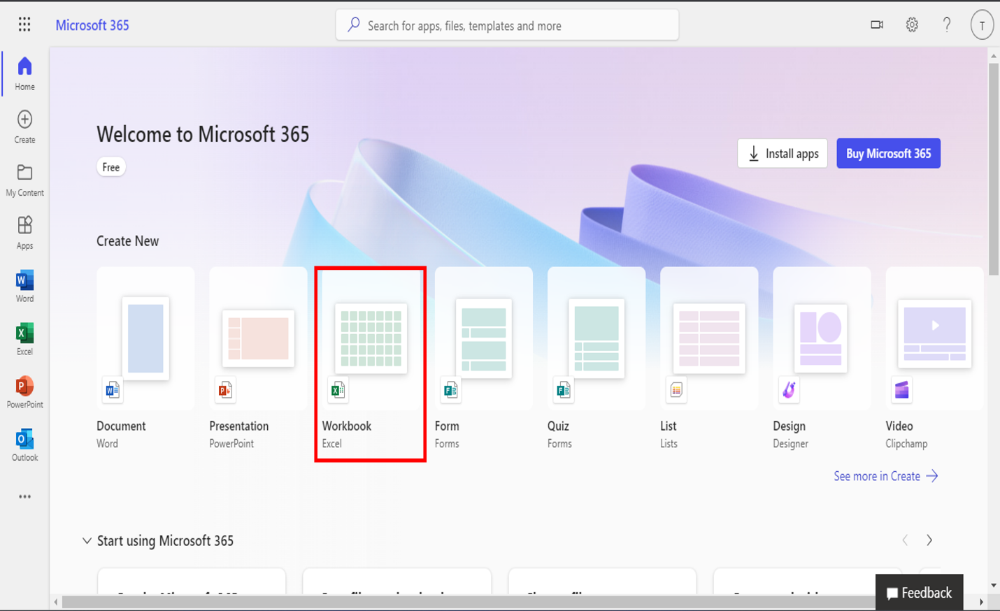 Microsoft 365
Search for apps, files, templates and more
T
Home
Create
My Content
Apps
Word
Excel
PowerPoint
Outlook
Welcome to Microsoft 365
Free
Install apps
Buy Microsoft 365
Create New
Document
Word
Presentation
PowerPoint
Workbook
Excel
Form
Forms
Quiz
Forms
List
Lists
Design
Designer
Video
Clipchamp
See more in Create
Start using Microsoft 365
Feedback